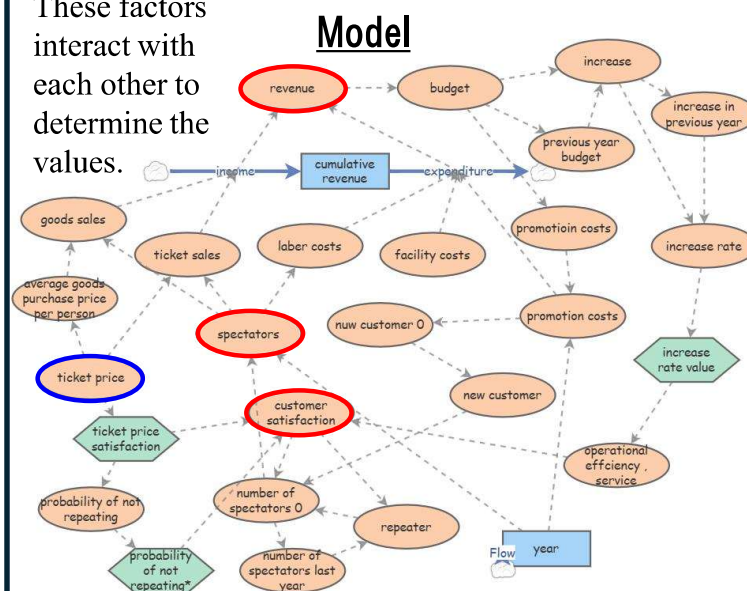 These factors
interact with
each other to
determine the
values.
Model
revenue
budget
increase
increase in
previous year
previous year
budget
income
cumulative
revenue
expenditure
goods sales
ticket sales
laber costs
facility costs
promotioin costs
increase rate
average goods
purchase price
per person
spectators
nuw customer 0
promotion costs
increase
rate value
ticket price
new customer
customer
satisfaction
ticket price
satisfaction
operational
effciency ,
service
probability of not
repeating
number of
spectators 0
repeater
year
Flow
probability
of not
repeating*
number of
spectators last
year